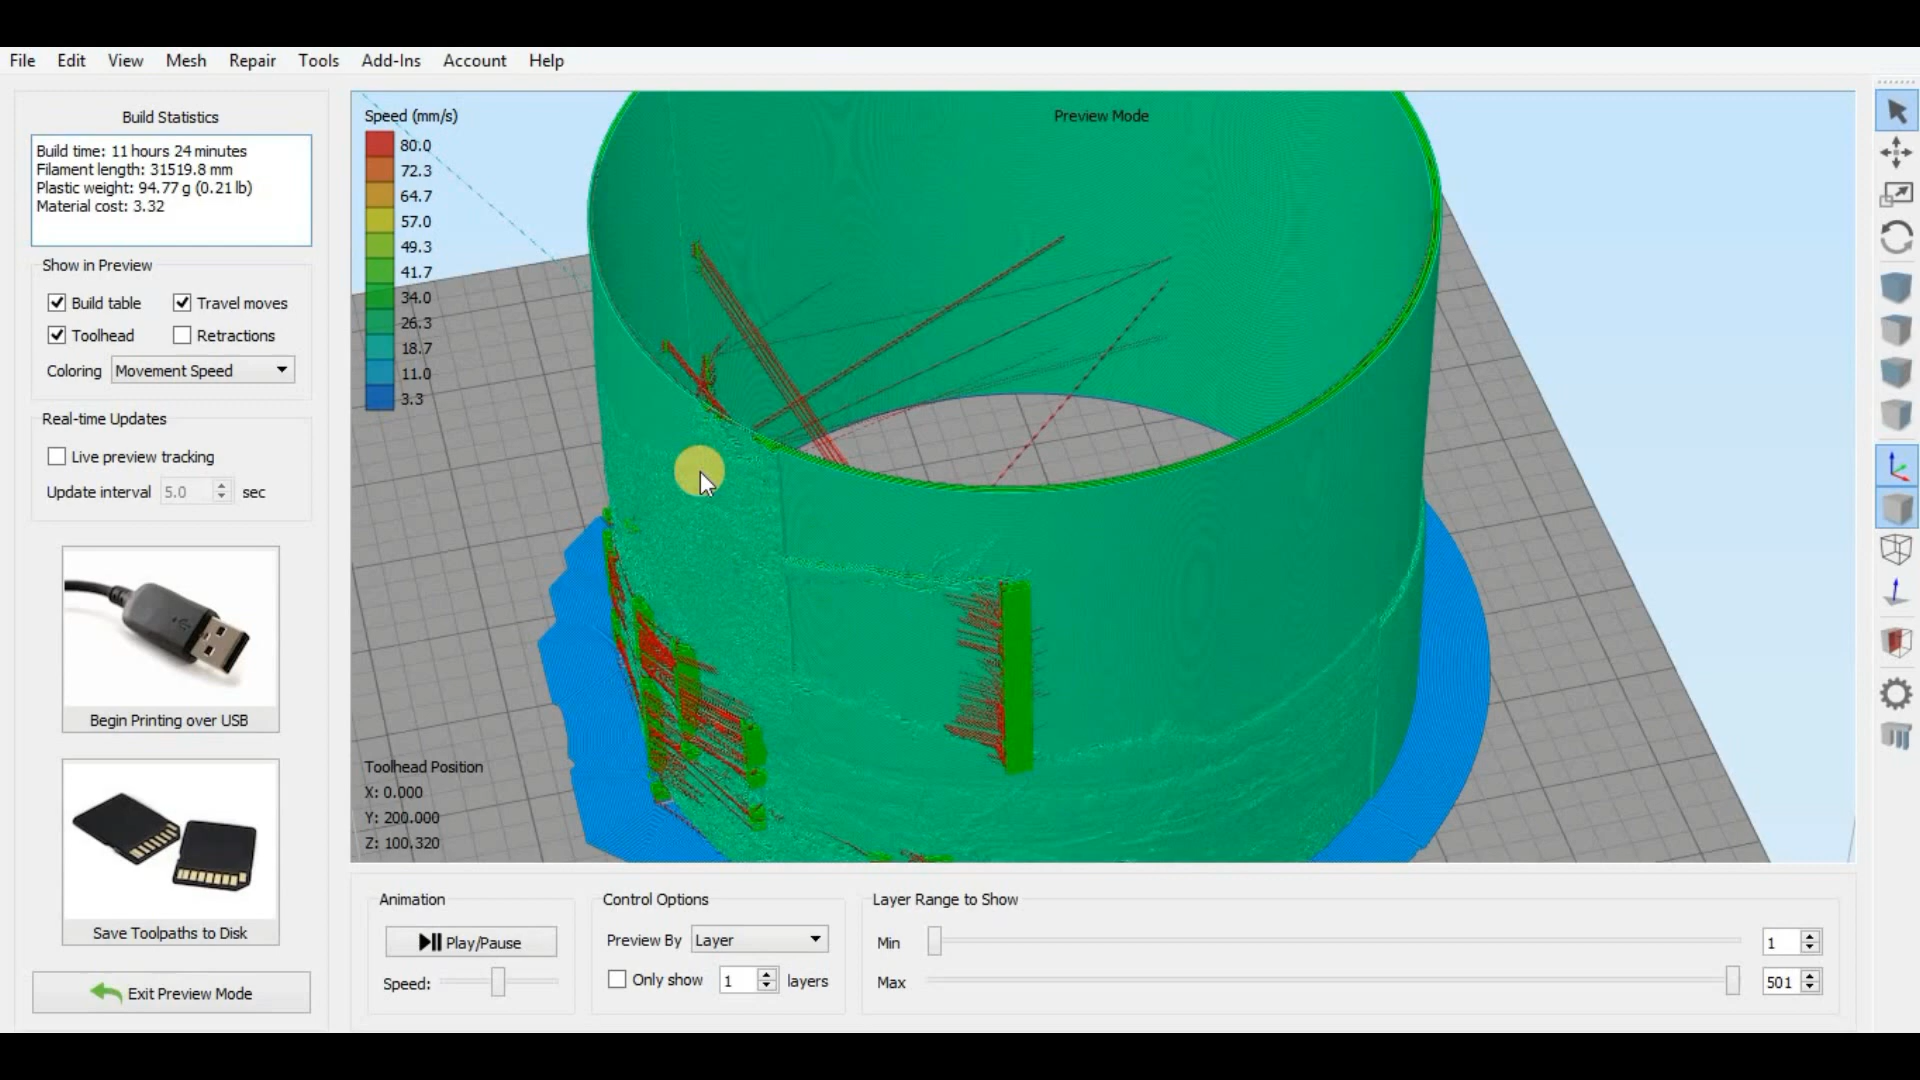 File Edit View Mesh Repair Tools Add-Ins Account Help
Build Statistics
Build time: 11 hours 24 minutes
Filament length: 31519.8 mm
Plastic weight: 94.77 g (0.21 lb)
Material cost: 3.32
Show in Preview
Build table Travel moves
Toolhead Retractions
Coloring Movement Speed
Real-time Updates
Live preview tracking
Update interval 5.0 sec
Begin Printing over USB
Save Toolpaths to Disk
Exit Preview Mode
Speed (mm/s)
80.0
72.3
64.7
57.0
49.3
41.7
34.0
26.3
18.7
11.0
3.3
Preview Mode
Toolhead Position
X: 0.000
Y: 200.000
Z: 100.320
Animation
Play/Pause
Speed:
Control Options
Preview By Layer
Only show 1 layers
Layer Range to Show
Min 1
Max 501